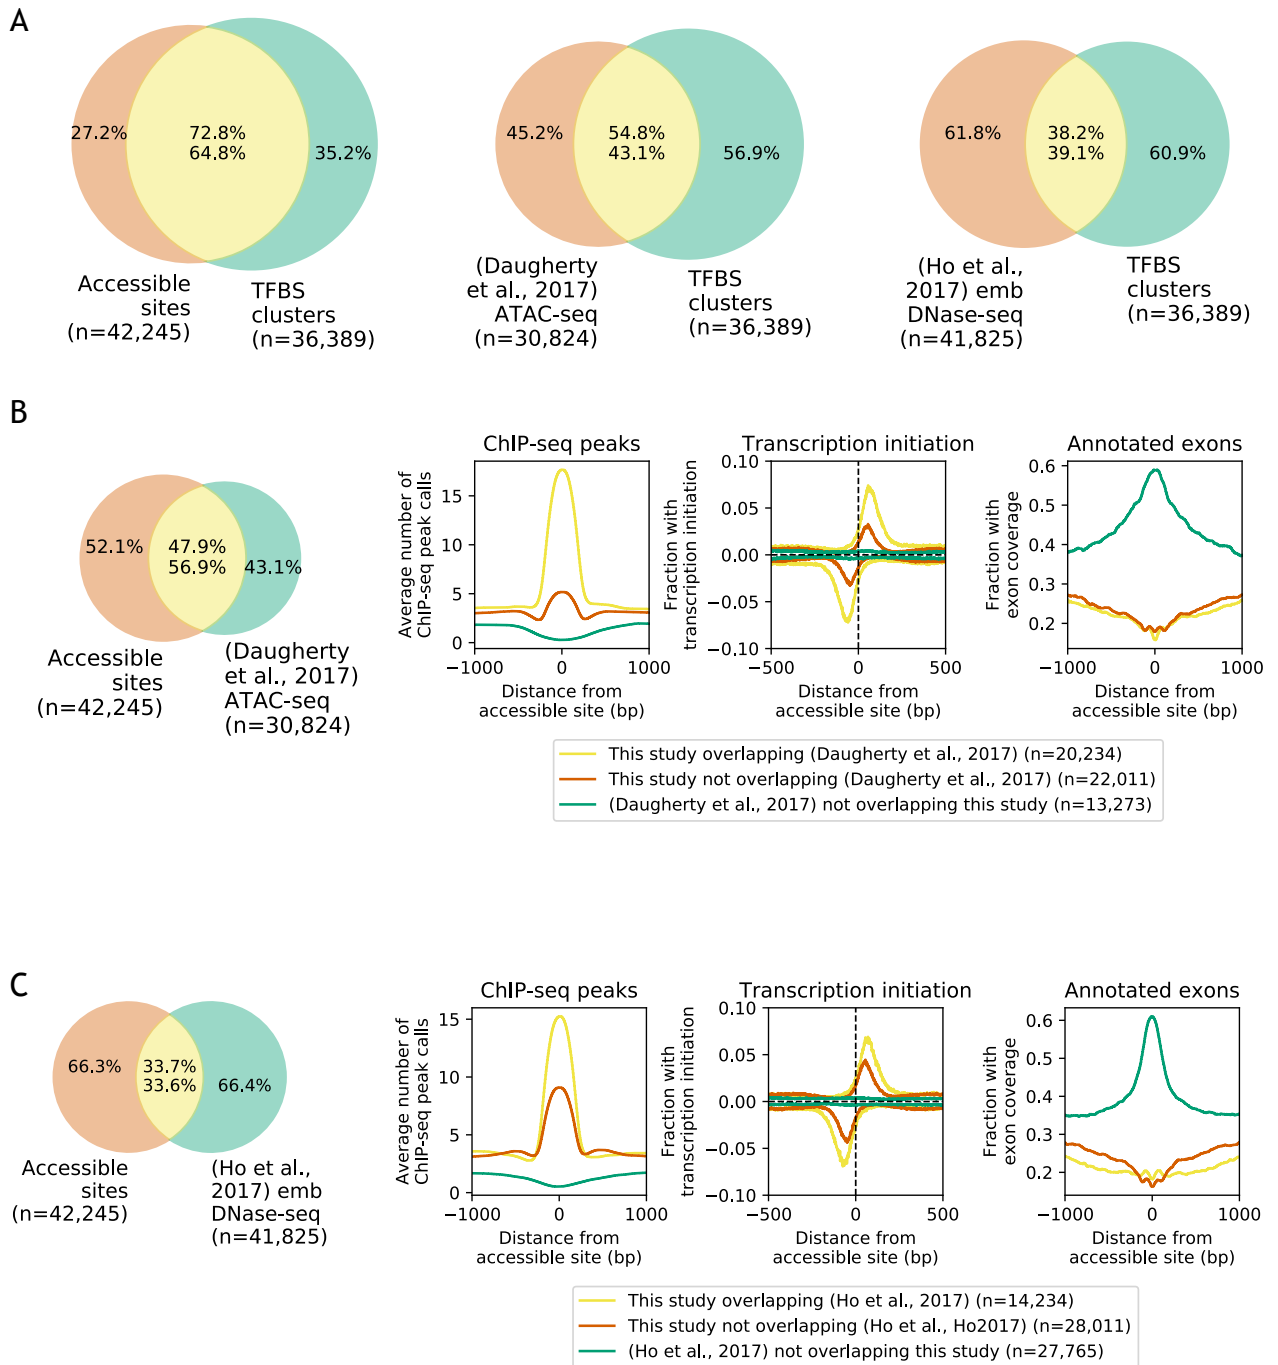 A
27.2%
72.8%
64.8%
35.2%
Accessible
sites
(n=42,245)
TFBS
clusters
(n=36,389)
45.2%
54.8%
43.1%
56.9%
(Daugherty
et al., 2017)
ATAC-seq
(n=30,824)
TFBS
clusters
(n=36,389)
61.8%
38.2%
39.1%
60.9%
(Ho et al.,
2017) emb
DNase-seq
(n=41,825)
TFBS
clusters
(n=36,389)
B
52.1%
47.9%
56.9%
43.1%
Accessible
sites
(n=42,245)
(Daugherty
et al., 2017)
ATAC-seq
(n=30,824)
ChIP-seq peaks
Average number of
ChIP-seq peak calls
15
10
5
0
−1000 0 1000
Distance from
accessible site (bp)
Transcription initiation
Fraction with
transcription initiation
0.10
0.05
0.00
−0.05
−0.10
−500 0 500
Distance from
accessible site (bp)
Annotated exons
Fraction with
exon coverage
0.6
0.5
0.4
0.3
0.2
−1000 0 1000
Distance from
accessible site (bp)
This study overlapping (Daugherty et al., 2017) (n=20,234)
This study not overlapping (Daugherty et al., 2017) (n=22,011)
(Daugherty et al., 2017) not overlapping this study (n=13,273)
C
66.3%
33.7%
33.6%
66.4%
Accessible
sites
(n=42,245)
(Ho et al.,
2017) emb
DNase-seq
(n=41,825)
ChIP-seq peaks
Average number of
ChIP-seq peak calls
15
10
5
0
−1000 0 1000
Distance from
accessible site (bp)
Transcription initiation
Fraction with
transcription initiation
0.10
0.05
0.00
−0.05
−0.10
−500 0 500
Distance from
accessible site (bp)
Annotated exons
Fraction with
exon coverage
0.6
0.5
0.4
0.3
0.2
−1000 0 1000
Distance from
accessible site (bp)
This study overlapping (Ho et al., 2017) (n=14,234)
This study not overlapping (Ho et al., Ho2017) (n=28,011)
(Ho et al., 2017) not overlapping this study (n=27,765)